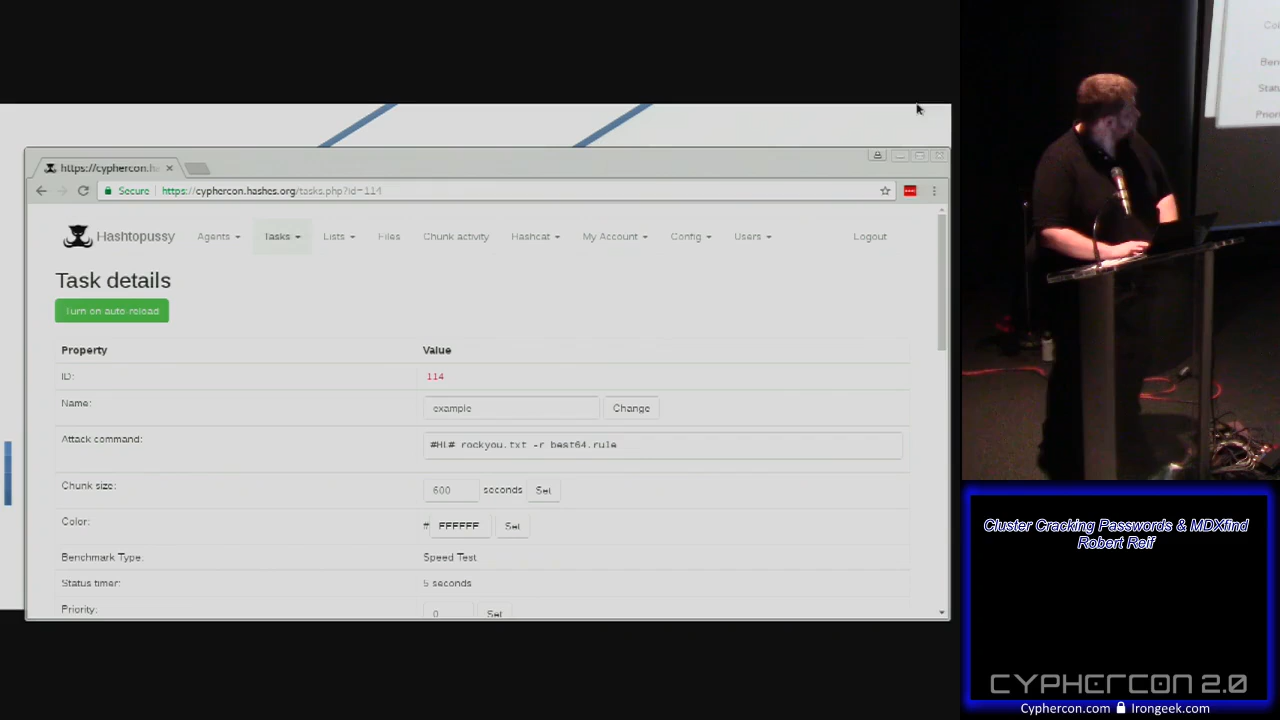 https://cyphercon.ha
Secure https://cyphercon.hashes.org/tasks.php?id=114
Hashtopussy Agents Tasks Lists Files Chunk activity Hashcat My Account Config Users Logout
Task details
Turn on auto-reload
Property Value
ID: 114
Name: example Change
Attack command: #HL# rockyou.txt -r best64.rule
Chunk size: 600 seconds Set
Color: # FFFFFF Set
Benchmark Type: Speed Test
Status timer: 5 seconds
Priority: 0 Set
Cluster Cracking Passwords & MDXfind
Robert Reif
CYPHERCON 2.0
Cyphercon.com Irongeek.com